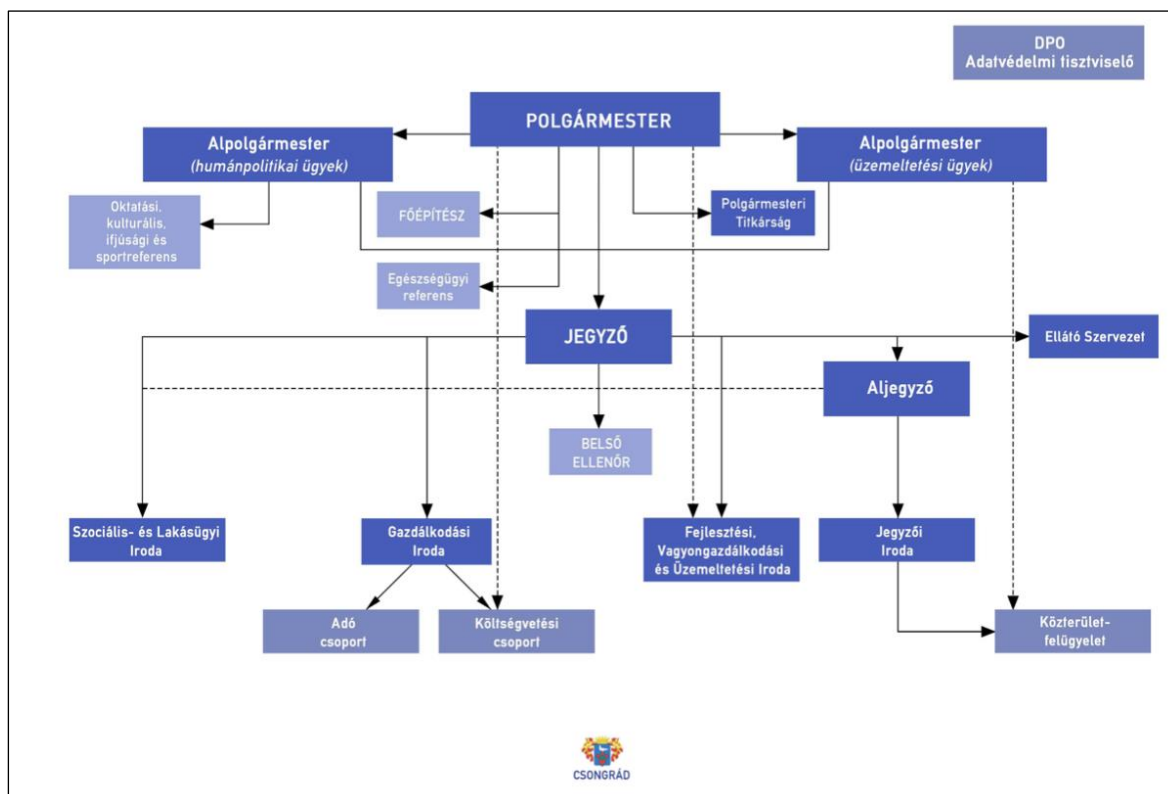 DPO
Adatvédelmi tisztviselő
POLGÁRMESTER
Alpolgármester
(humánpolitikai ügyek)
Alpolgármester
(üzemeltetési ügyek)
Oktatási,
kulturális,
ifjúsági és
sportreferens
FŐÉPÍTÉSZ
Polgármesteri
Titkárság
Egészségügyi
referens
JEGYZŐ
Ellátó Szervezet
Aljegyző
BELSŐ
ELLENŐR
Szociális- és Lakásügyi
Iroda
Gazdálkodási
Iroda
Fejlesztési,
Vagyongazdálkodási
és Üzemeltetési Iroda
Jegyzői
Iroda
Adó
csoport
Költségvetési
csoport
Közterület-
felügyelet
CSONGRÁD